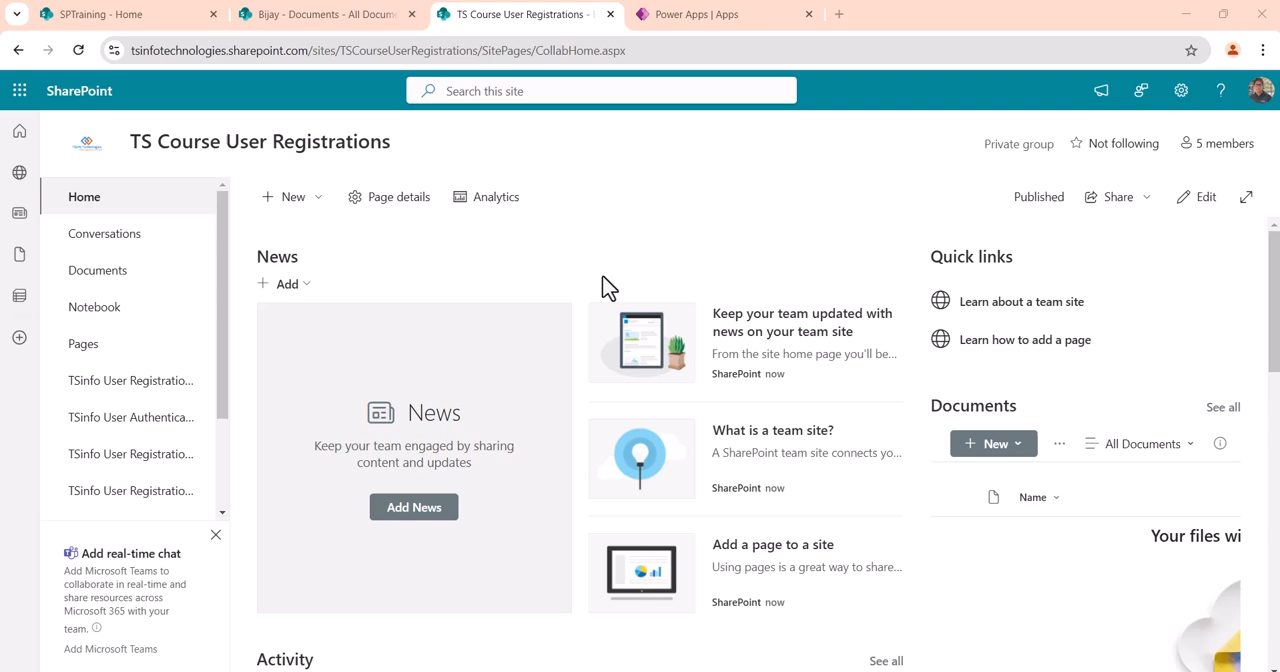 SPTraining - Home
Bijay - Documents - All Docume
TS Course User Registrations -
Power Apps | Apps
tsinfotechnologies.sharepoint.com/sites/TSCourseUserRegistrations/SitePages/CollabHome.aspx
SharePoint
Search this site
TS Course User Registrations
Private group
Not following
5 members
Home
Conversations
Documents
Notebook
Pages
TSinfo User Registratio...
TSinfo User Authentica...
TSinfo User Registratio...
TSinfo User Registratio...
Add real-time chat
Add Microsoft Teams to
collaborate in real-time and
share resources across
Microsoft 365 with your
team.
Add Microsoft Teams
New
Page details
Analytics
Published
Share
Edit
News
Add
News
Keep your team engaged by sharing
content and updates
Add News
Keep your team updated with
news on your team site
From the site home page you'll be...
SharePoint now
What is a team site?
A SharePoint team site connects yo...
SharePoint now
Add a page to a site
Using pages is a great way to share...
SharePoint now
Activity
See all
Quick links
Learn about a team site
Learn how to add a page
Documents
See all
New
All Documents
Name
Your files wi